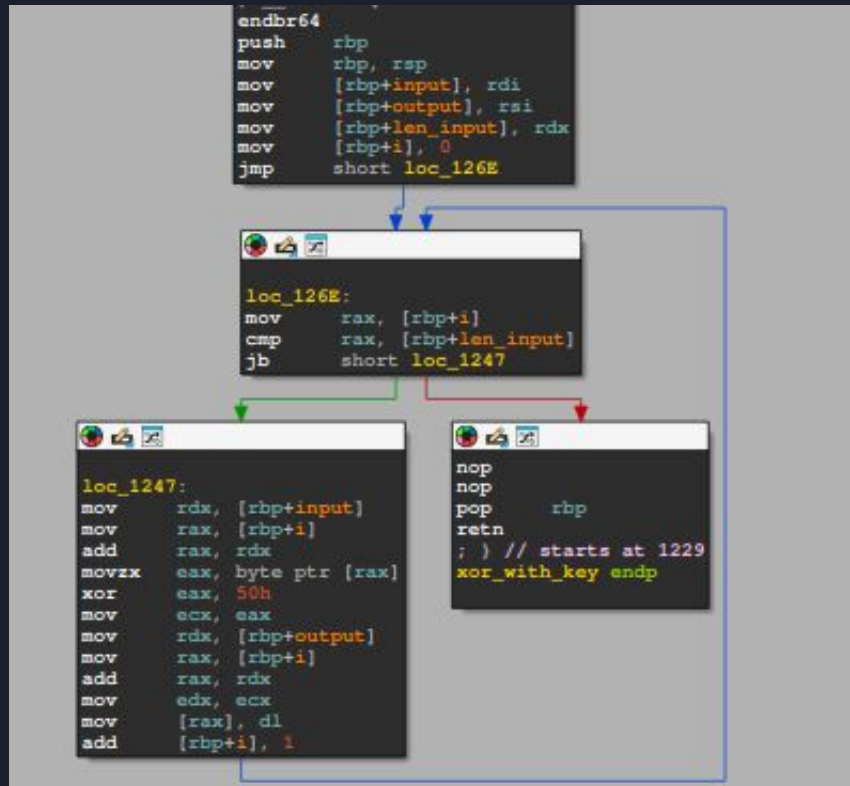 endbr64
push rbp
mov rbp, rsp
mov [rbp+input], rdi
mov [rbp+output], rsi
mov [rbp+len_input], rdx
mov [rbp+i], 0
jmp short loc_126E
loc_126E:
mov rax, [rbp+i]
cmp rax, [rbp+len_input]
jb short loc_1247
loc_1247:
mov rdx, [rbp+input]
mov rax, [rbp+i]
add rax, rdx
movzx eax, byte ptr [rax]
xor eax, 50h
mov ecx, eax
mov rdx, [rbp+output]
mov rax, [rbp+i]
add rax, rdx
mov edx, ecx
mov [rax], dl
add [rbp+i], 1
nop
nop
pop rbp
retn
; } // starts at 1229
xor_with_key endp